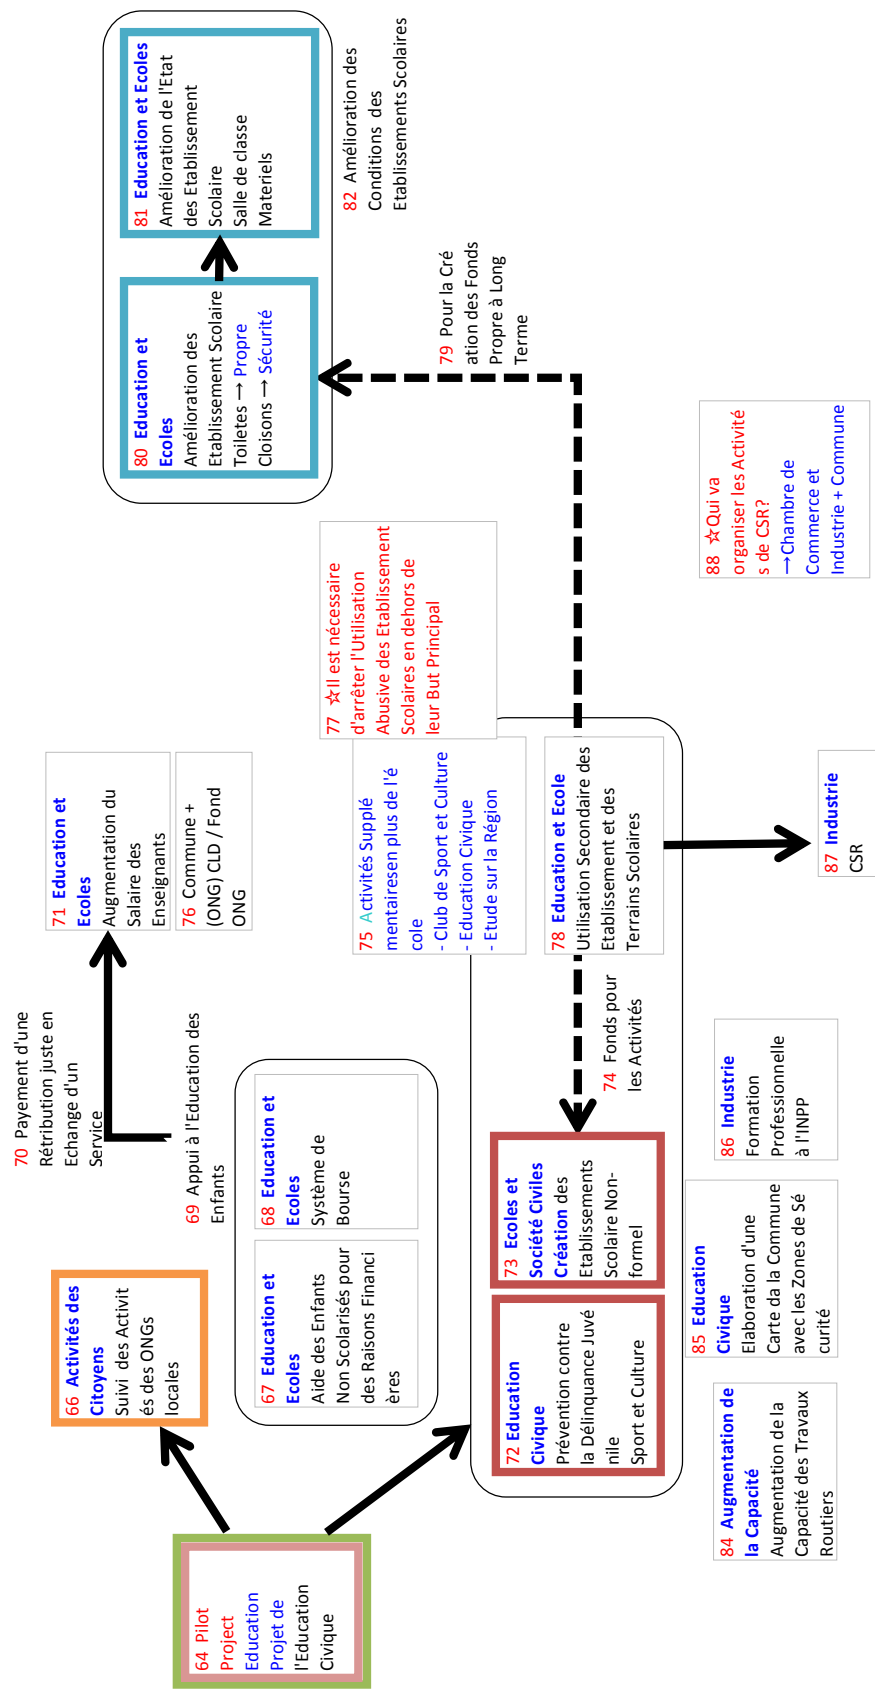 64 Pilot
Project
Education
Projet de
l'Education
Civique
66 Activités des
Citoyens
Suivi des Activit
és des ONGs
locales
67 Education et
Ecoles
Aide des Enfants
Non Scolarisés pour
des Raisons Financi
ères
68 Education et
Ecoles
Système de
Bourse
69 Appui à l'Education des
Enfants
70 Payement d'une
Rétribution juste en
Echange d'un
Service
71 Education et
Ecoles
Augmentation du
Salaire des
Enseignants
76 Commune +
(ONG) CLD / Fond
ONG
72 Education
Civique
Prévention contre
la Délinquance Juvé
nile
Sport et Culture
73 Ecoles et
Société Civiles
Création des
Etablissements
Scolaire Non-
formel
74 Fonds pour
les Activités
75 Activités Supplé
mentairesen plus de l'é
cole
- Club de Sport et Culture
- Education Civique
- Etude sur la Région
77 ☆Il est nécessaire
d'arrêter l'Utilisation
Abusive des Etablissement
Scolaires en dehors de
leur But Principal
78 Education et Ecole
Utilisation Secondaire des
Etablissement et des
Terrains Scolaires
79 Pour la Cré
ation des Fonds
Propre à Long
Terme
80 Education et
Ecoles
Amélioration des
Etablissement Scolaire
Toiletes → Propre
Cloisons → Sécurité
81 Education et Ecoles
Amélioration de l'Etat
des Etablissement
Scolaire
Salle de classe
Materiels
82 Amélioration des
Conditions des
Etablissements Scolaires
84 Augmentation de
la Capacité
Augmentation de la
Capacité des Travaux
Routiers
85 Education
Civique
Elaboration d'une
Carte da la Commune
avec les Zones de Sé
curité
86 Industrie
Formation
Professionnelle
à l'INPP
87 Industrie
CSR
88 ☆Qui va
organiser les Activité
s de CSR?
→Chambre de
Commerce et
Industrie + Commune